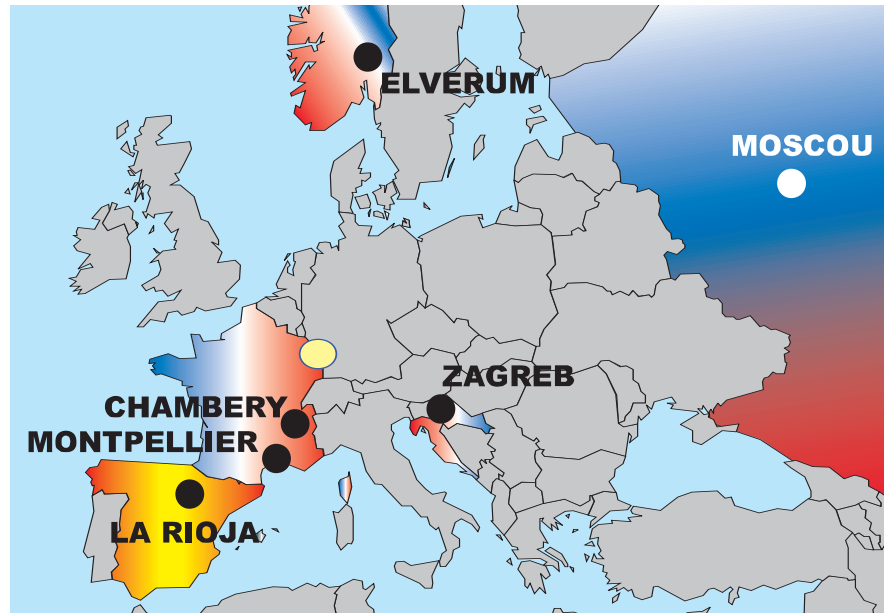 ELVERUM
MOSCOU
ZAGREB
CHAMBERY
MONTPELLIER
LA RIOJA